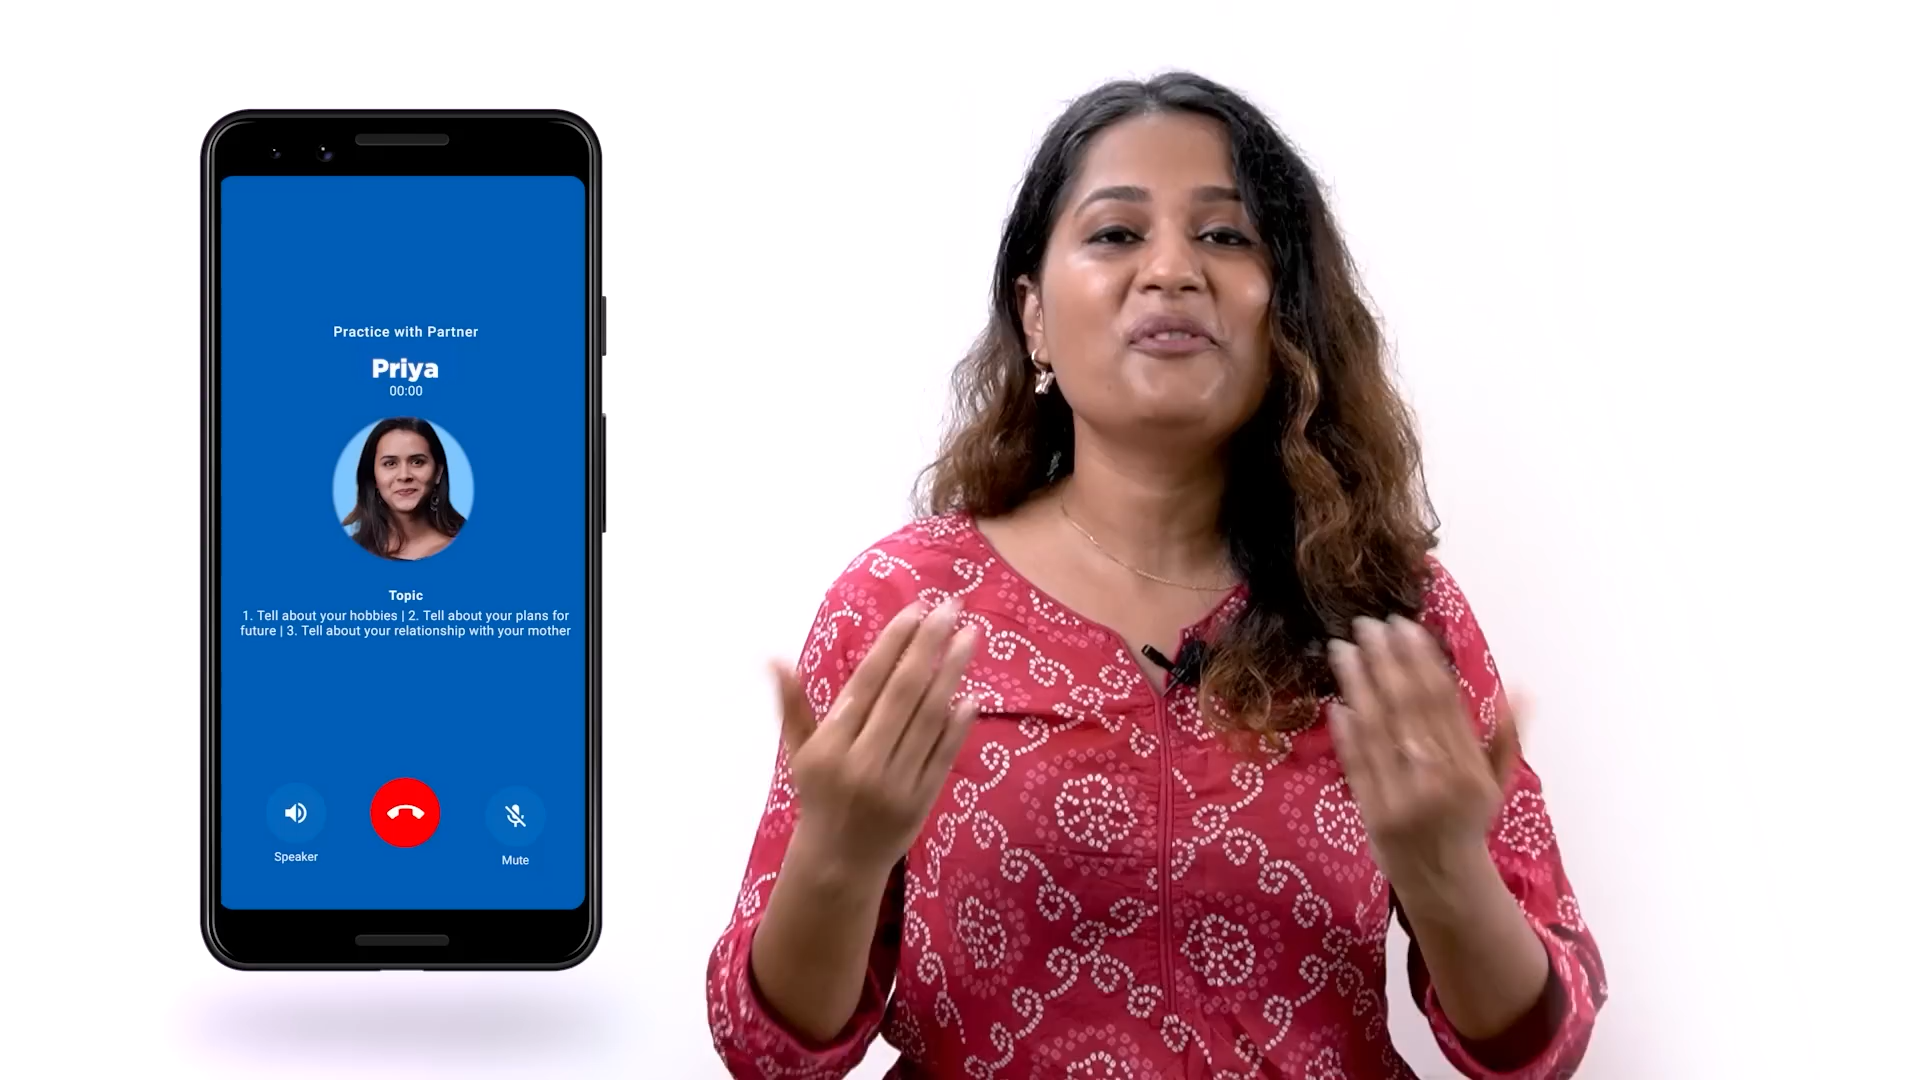 Practice with Partner
Priya
00:00
Topic
1. Tell about your hobbies | 2. Tell about your plans for
future | 3. Tell about your relationship with your mother
Speaker
Mute